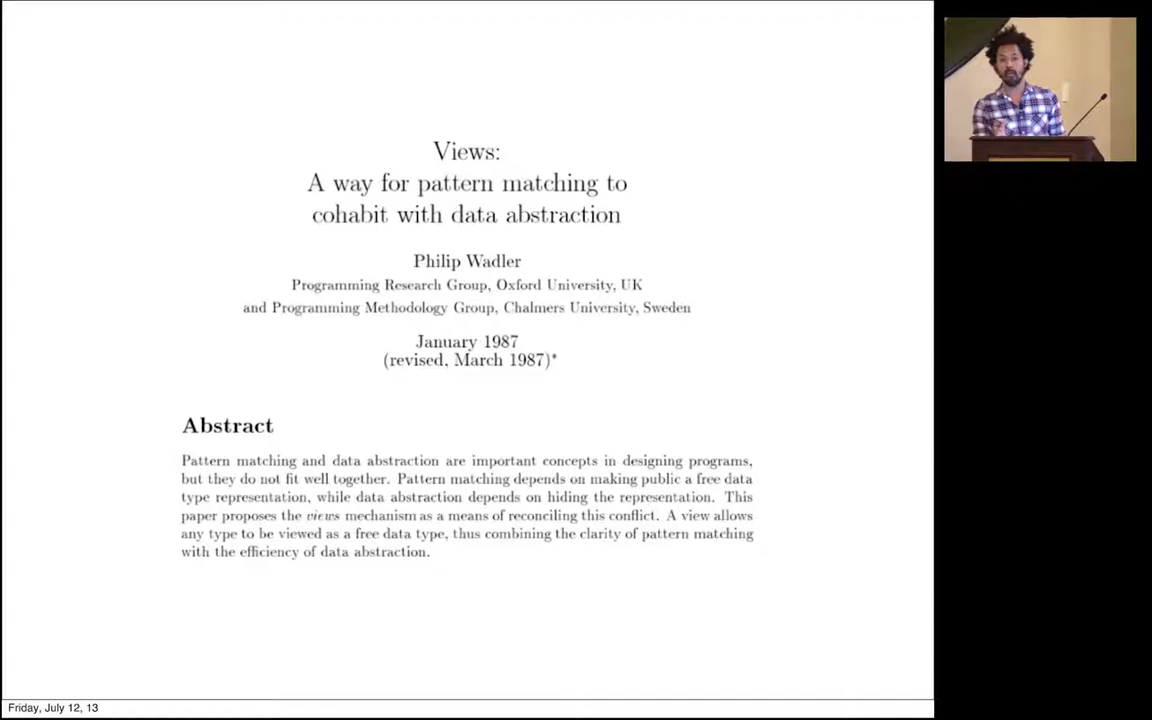 Views:
A way for pattern matching to
cohabit with data abstraction
Philip Wadler
Programming Research Group, Oxford University, UK
and Programming Methodology Group, Chalmers University, Sweden
January 1987
(revised, March 1987)*
Abstract
Pattern matching and data abstraction are important concepts in designing programs,
but they do not fit well together. Pattern matching depends on making public a free data
type representation, while data abstraction depends on hiding the representation. This
paper proposes the views mechanism as a means of reconciling this conflict. A view allows
any type to be viewed as a free data type, thus combining the clarity of pattern matching
with the efficiency of data abstraction.
Friday, July 12, 13